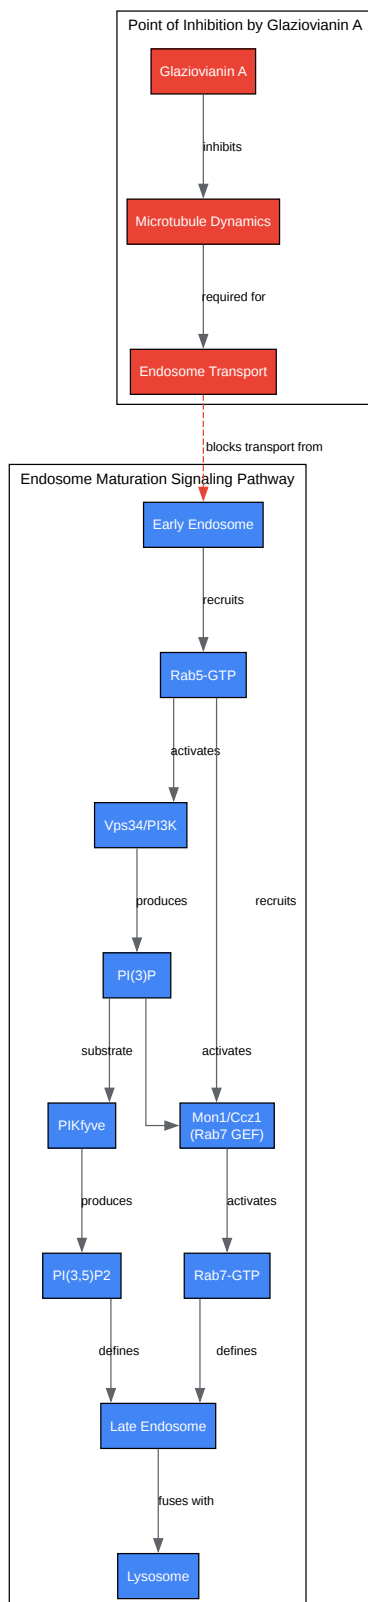 Point of Inhibition by Glaziovianin A
Glaziovianin A
inhibits
Microtubule Dynamics
required for
Endosome Transport
blocks transport from
Endosome Maturation Signaling Pathway
Early Endosome
recruits
Rab5-GTP
activates
Vps34/PI3K
produces
recruits
PI(3)P
substrate
activates
PIKfyve
Mon1/Ccz1
(Rab7 GEF)
produces
activates
PI(3,5)P2
Rab7-GTP
defines
defines
Late Endosome
fuses with
Lysosome